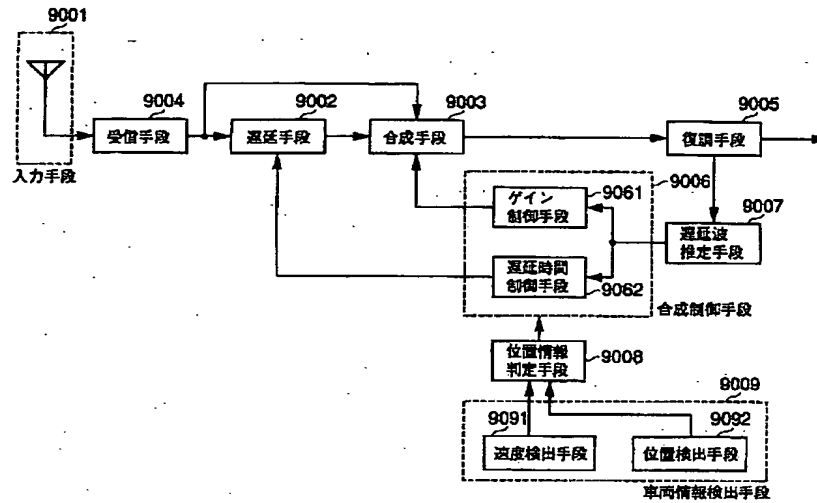 9001
9004
9002
9003
9005
受信手段
遅延手段
合成手段
復調手段
入力手段
9006
9061
ゲイン
制御手段
9007
遅延波
推定手段
遅延時間
制御手段
9062
合成制御手段
位置情報
判定手段
9008
9009
9091
9092
速度検出手段
位置検出手段
車両情報検出手段